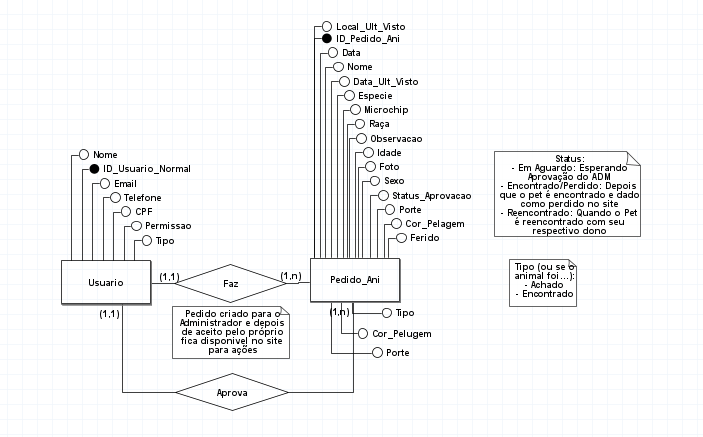 Local_Ult_Visto
ID_Pedido_Ani
Data
Nome
Data_Ult_Visto
Especie
Microchip
Raça
Observacao
Idade
Foto
Sexo
Status_Aprovacao
Porte
Cor_Pelagem
Ferido
Nome
ID_Usuario_Normal
Email
Telefone
CPF
Permissao
Tipo
Usuario
(1,1)
Faz
(1,n)
Pedido_Ani
(1,1)
(1,n)
Tipo
Cor_Pelugem
Porte
Pedido criado para o
Administrador e depois
de aceito pelo próprio
fica disponivel no site
para ações
Aprova
Status:
- Em Aguardo: Esperando
Aprovação do ADM
- Encontrado/Perdido: Depois
que o pet é encontrado e dado
como perdido no site
- Reencontrado: Quando o Pet
é reencontrado com seu
respectivo dono
Tipo (ou se o
animal foi...):
- Achado
- Encontrado